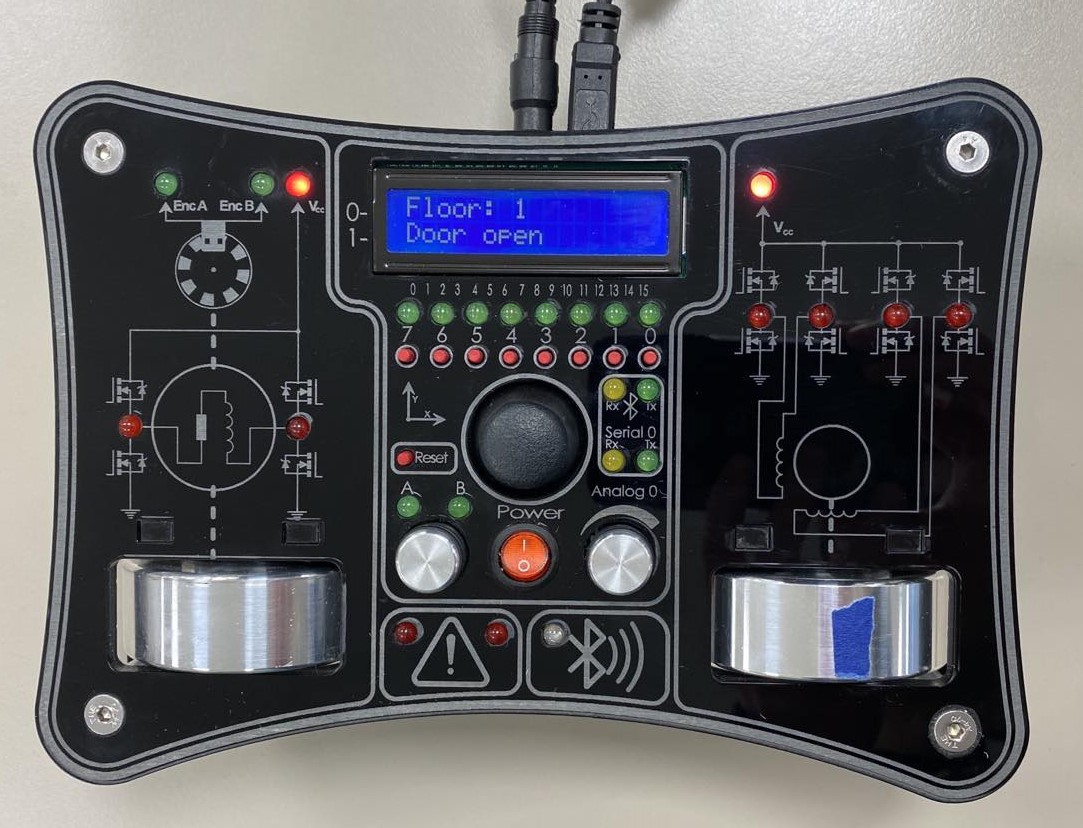 Enc A Enc B Vcc
0- Floor: 1
1- Door open
Vcc
0 1 2 3 4 5 6 7 8 9 10 11 12 13 14 15
7 6 5 4 3 2 1 0
Y
X
Rx Tx
Serial 0
Rx Tx
Reset
Analog 0
A B
Power
I
O